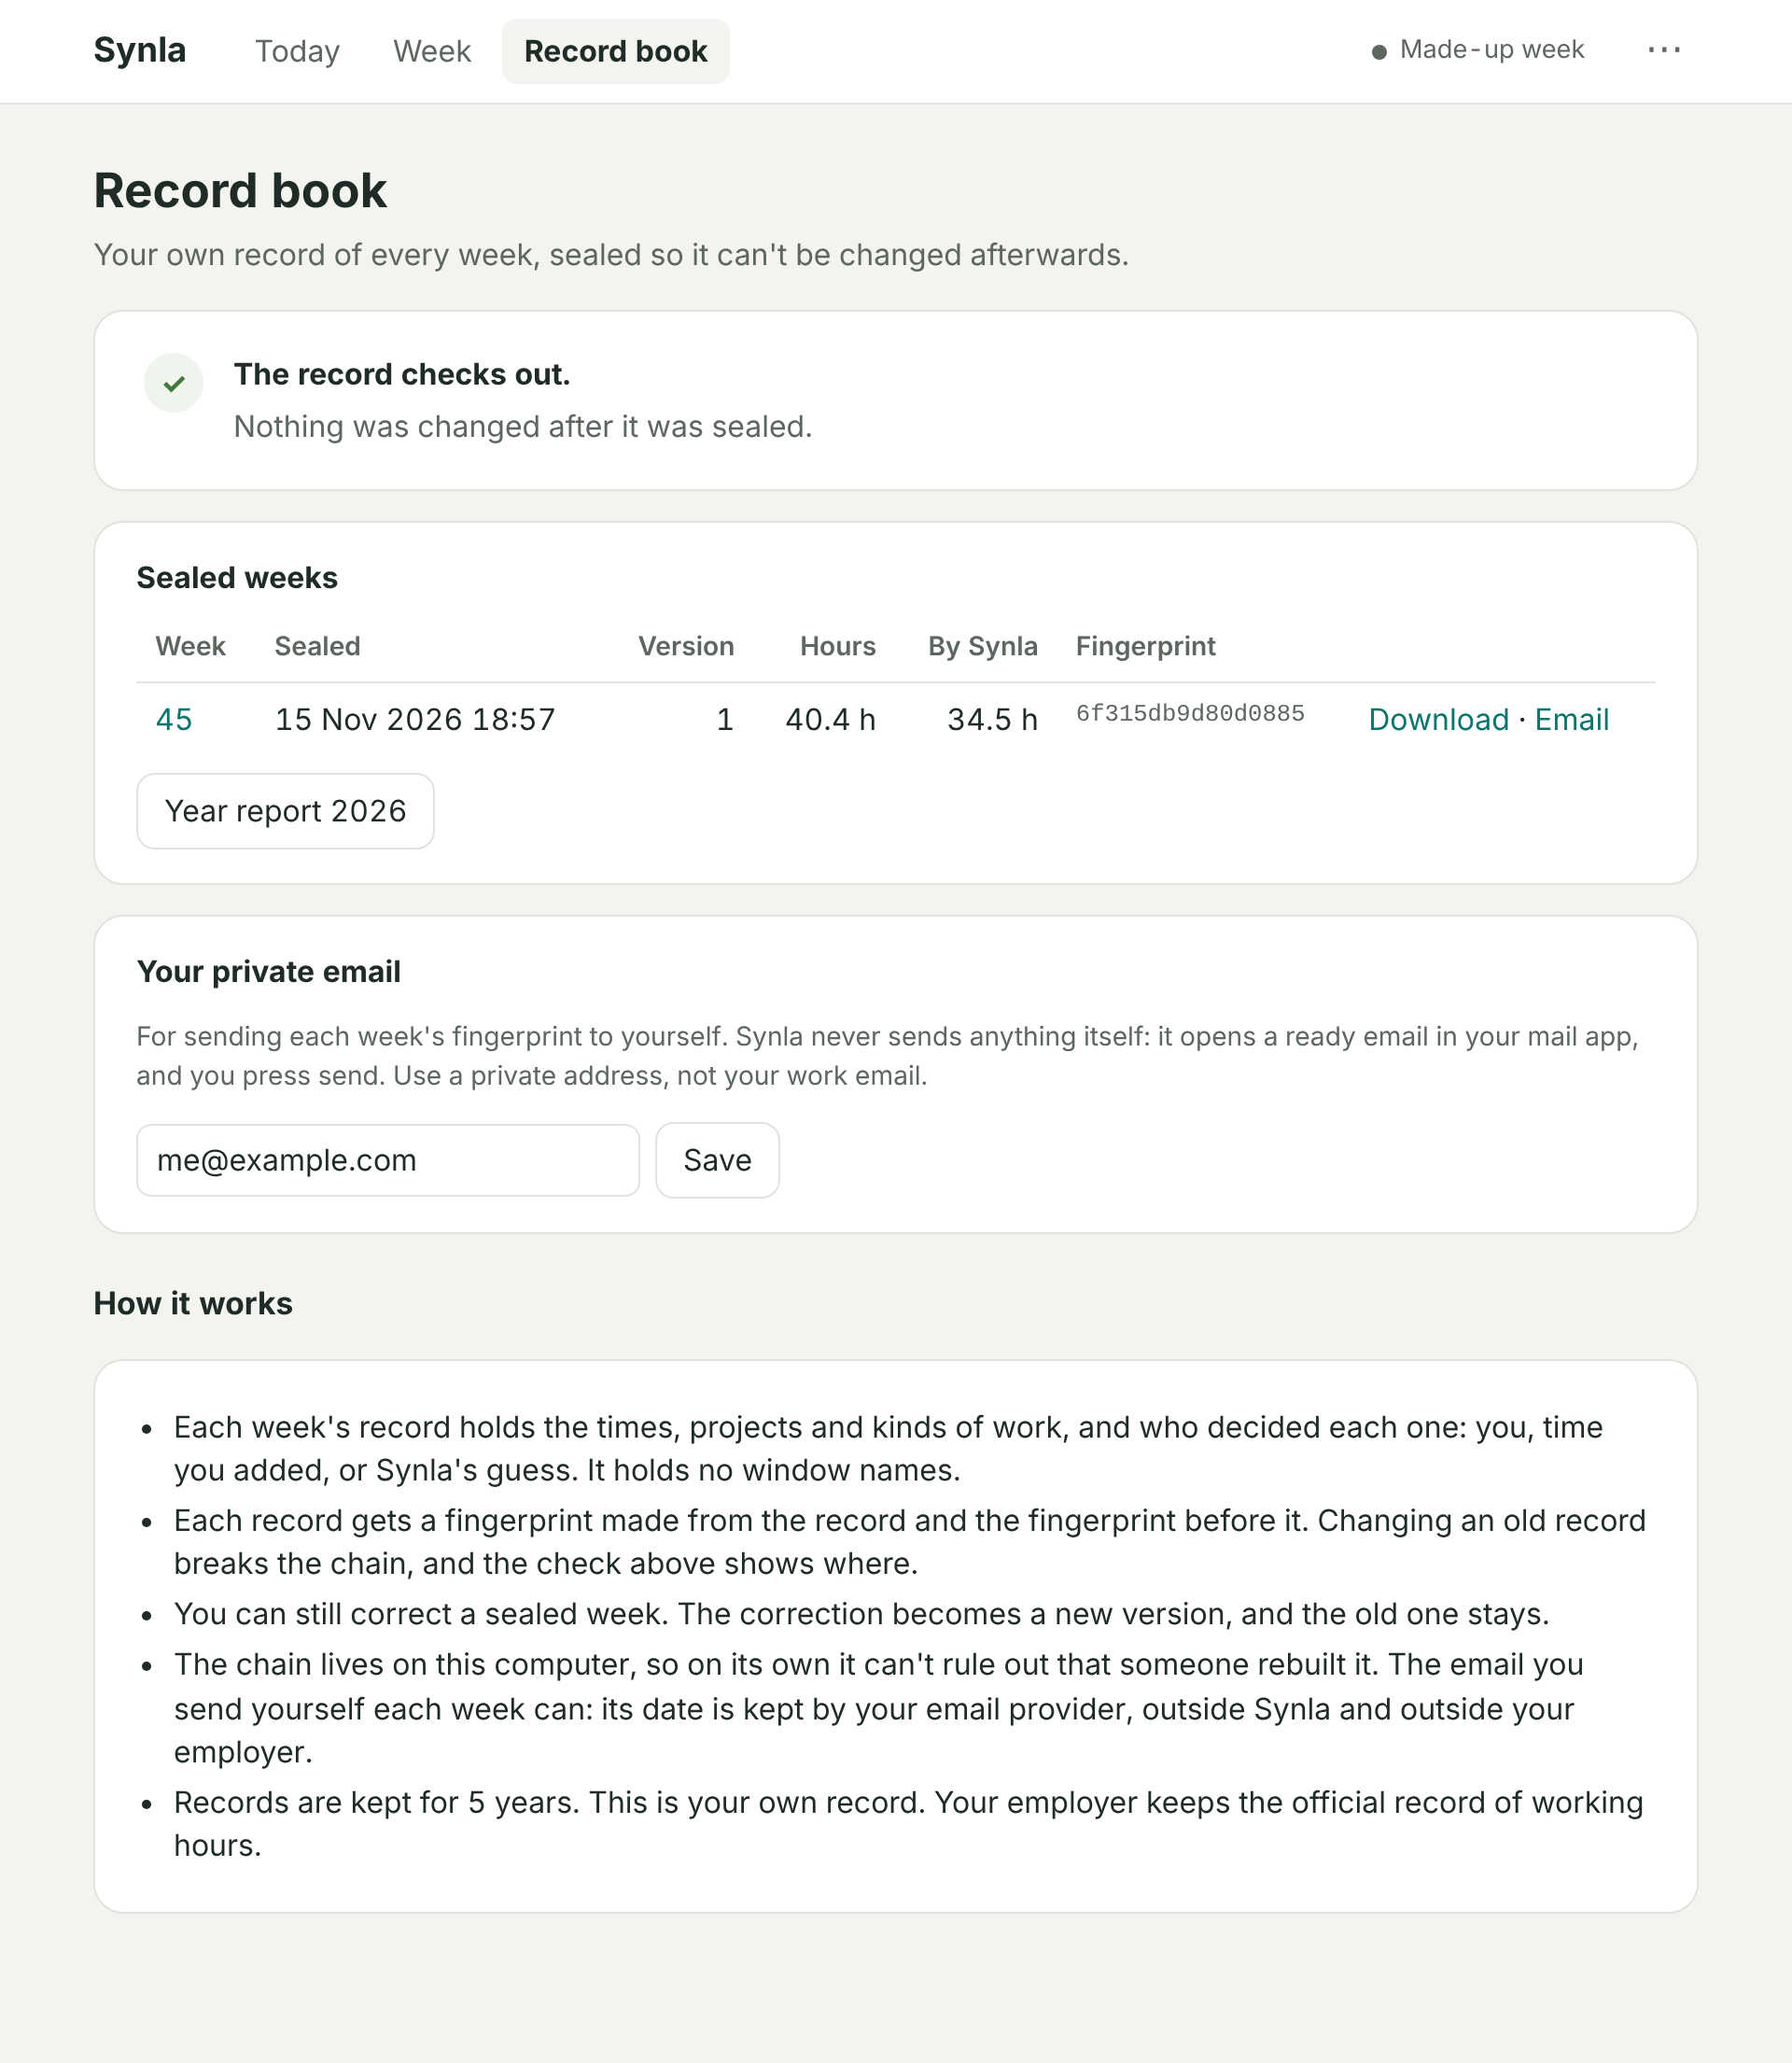 Synla Today Week Record book Made-up week ···
Record book
Your own record of every week, sealed so it can't be changed afterwards.
The record checks out.
Nothing was changed after it was sealed.
Sealed weeks
Week Sealed Version Hours By Synla Fingerprint
45 15 Nov 2026 18:57 1 40.4 h 34.5 h 6f315db9d80d0885 Download · Email
Year report 2026
Your private email
For sending each week's fingerprint to yourself. Synla never sends anything itself: it opens a ready email in your mail app,
and you press send. Use a private address, not your work email.
me@example.com Save
How it works
• Each week's record holds the times, projects and kinds of work, and who decided each one: you, time
you added, or Synla's guess. It holds no window names.
• Each record gets a fingerprint made from the record and the fingerprint before it. Changing an old record
breaks the chain, and the check above shows where.
• You can still correct a sealed week. The correction becomes a new version, and the old one stays.
• The chain lives on this computer, so on its own it can't rule out that someone rebuilt it. The email you
send yourself each week can: its date is kept by your email provider, outside Synla and outside your
employer.
• Records are kept for 5 years. This is your own record. Your employer keeps the official record of working
hours.